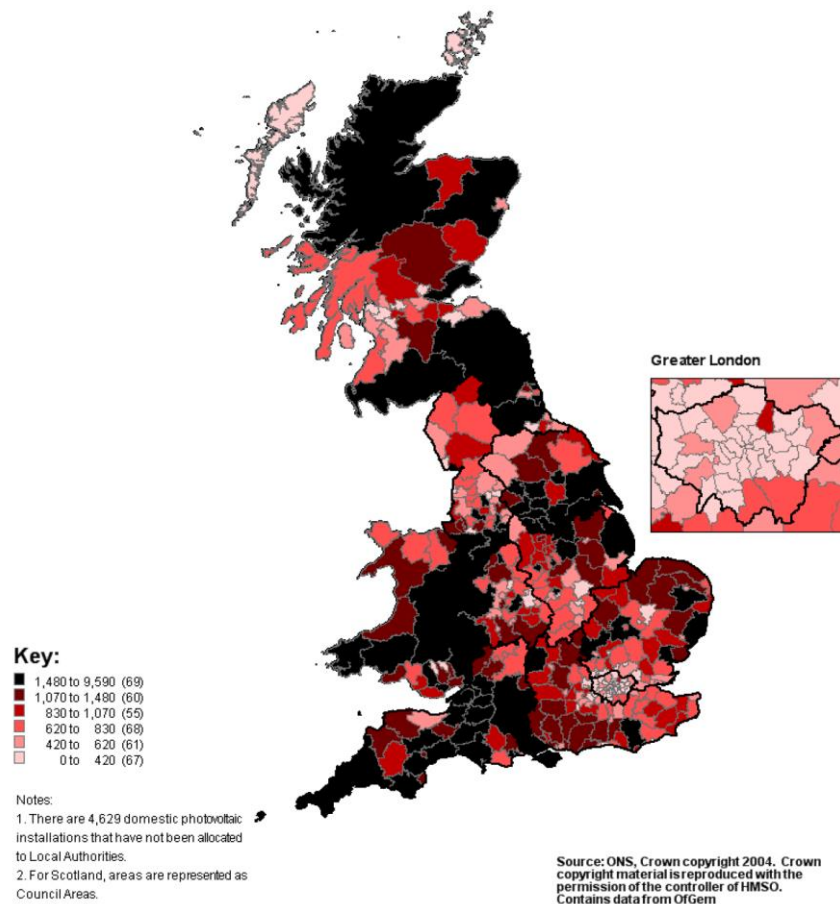 Greater London
Key:
1,480 to 9,590 (69)
1,070 to 1,480 (60)
830 to 1,070 (55)
620 to 830 (68)
420 to 620 (61)
0 to 420 (67)
Notes:
1. There are 4,629 domestic photovoltaic
installations that have not been allocated
to Local Authorities.
2. For Scotland, areas are represented as
Council Areas.
Source: ONS, Crown copyright 2004. Crown
copyright material is reproduced with the
permission of the controller of HMSO.
Contains data from OfGem